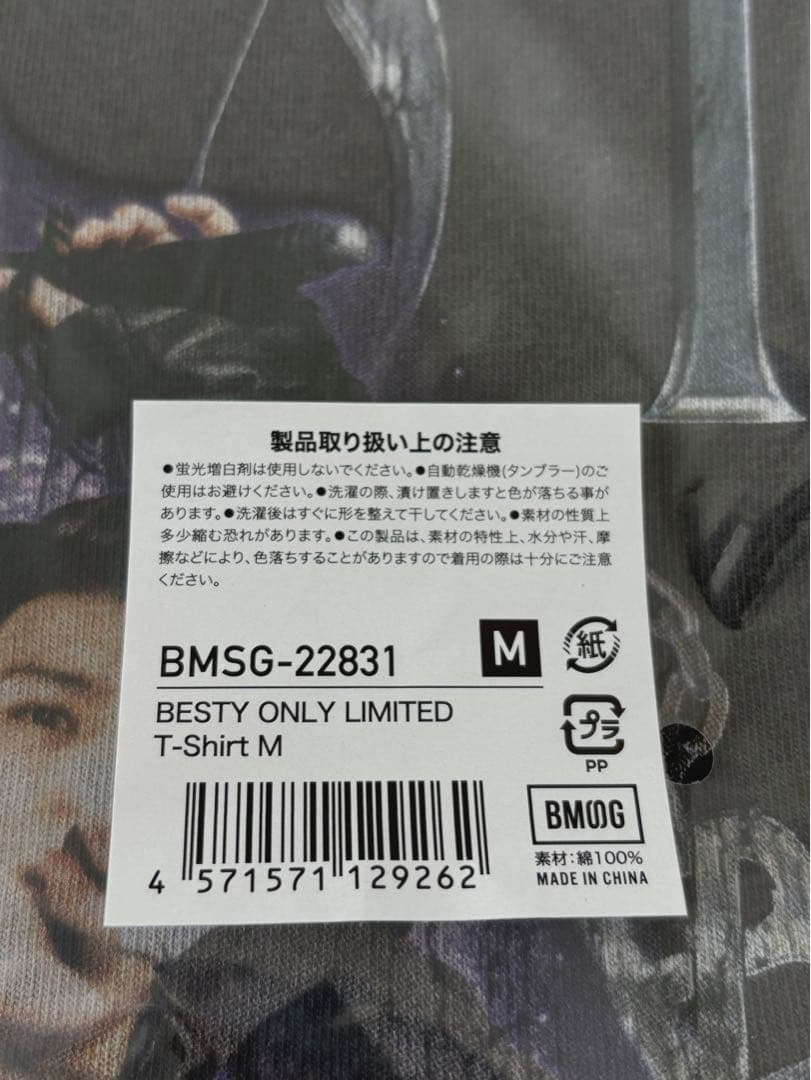 製品取り扱い上の注意
●蛍光増白剤は使用しないでください。●自動乾燥機(タンブラー)のご
使用はお避けください。●洗濯の際、漬け置きしますと色が落ちる事が
あります。●洗濯後はすぐに形を整えて干してください。●素材の性質上
多少縮む恐れがあります。●この製品は、素材の特性上、水分や汗、摩
擦などにより、色落ちすることがありますので着用の際は十分にご注意
ください。
BMSG-22831
M
紙
BESTY ONLY LIMITED
T-Shirt M
プラ
PP
BMSG
素材:綿100%
MADE IN CHINA
4 571571 129262